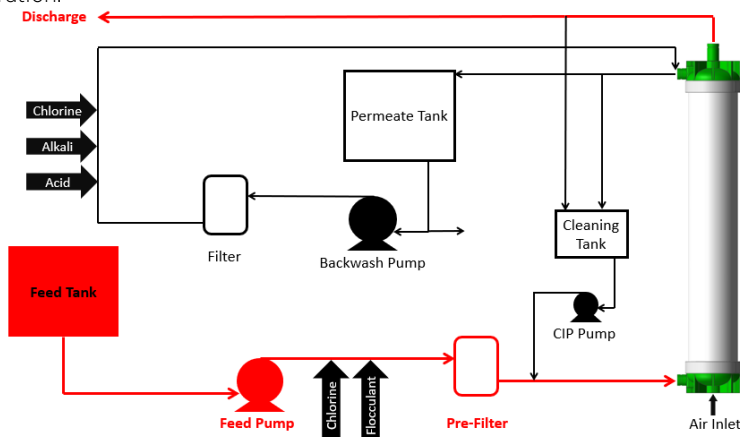 ration.
Discharge
Chlorine
Alkali
Acid
Permeate Tank
Filter
Backwash Pump
Cleaning
Tank
CIP Pump
Feed Tank
Feed Pump
Chlorine
Flocculant
Pre-Filter
Air Inlet